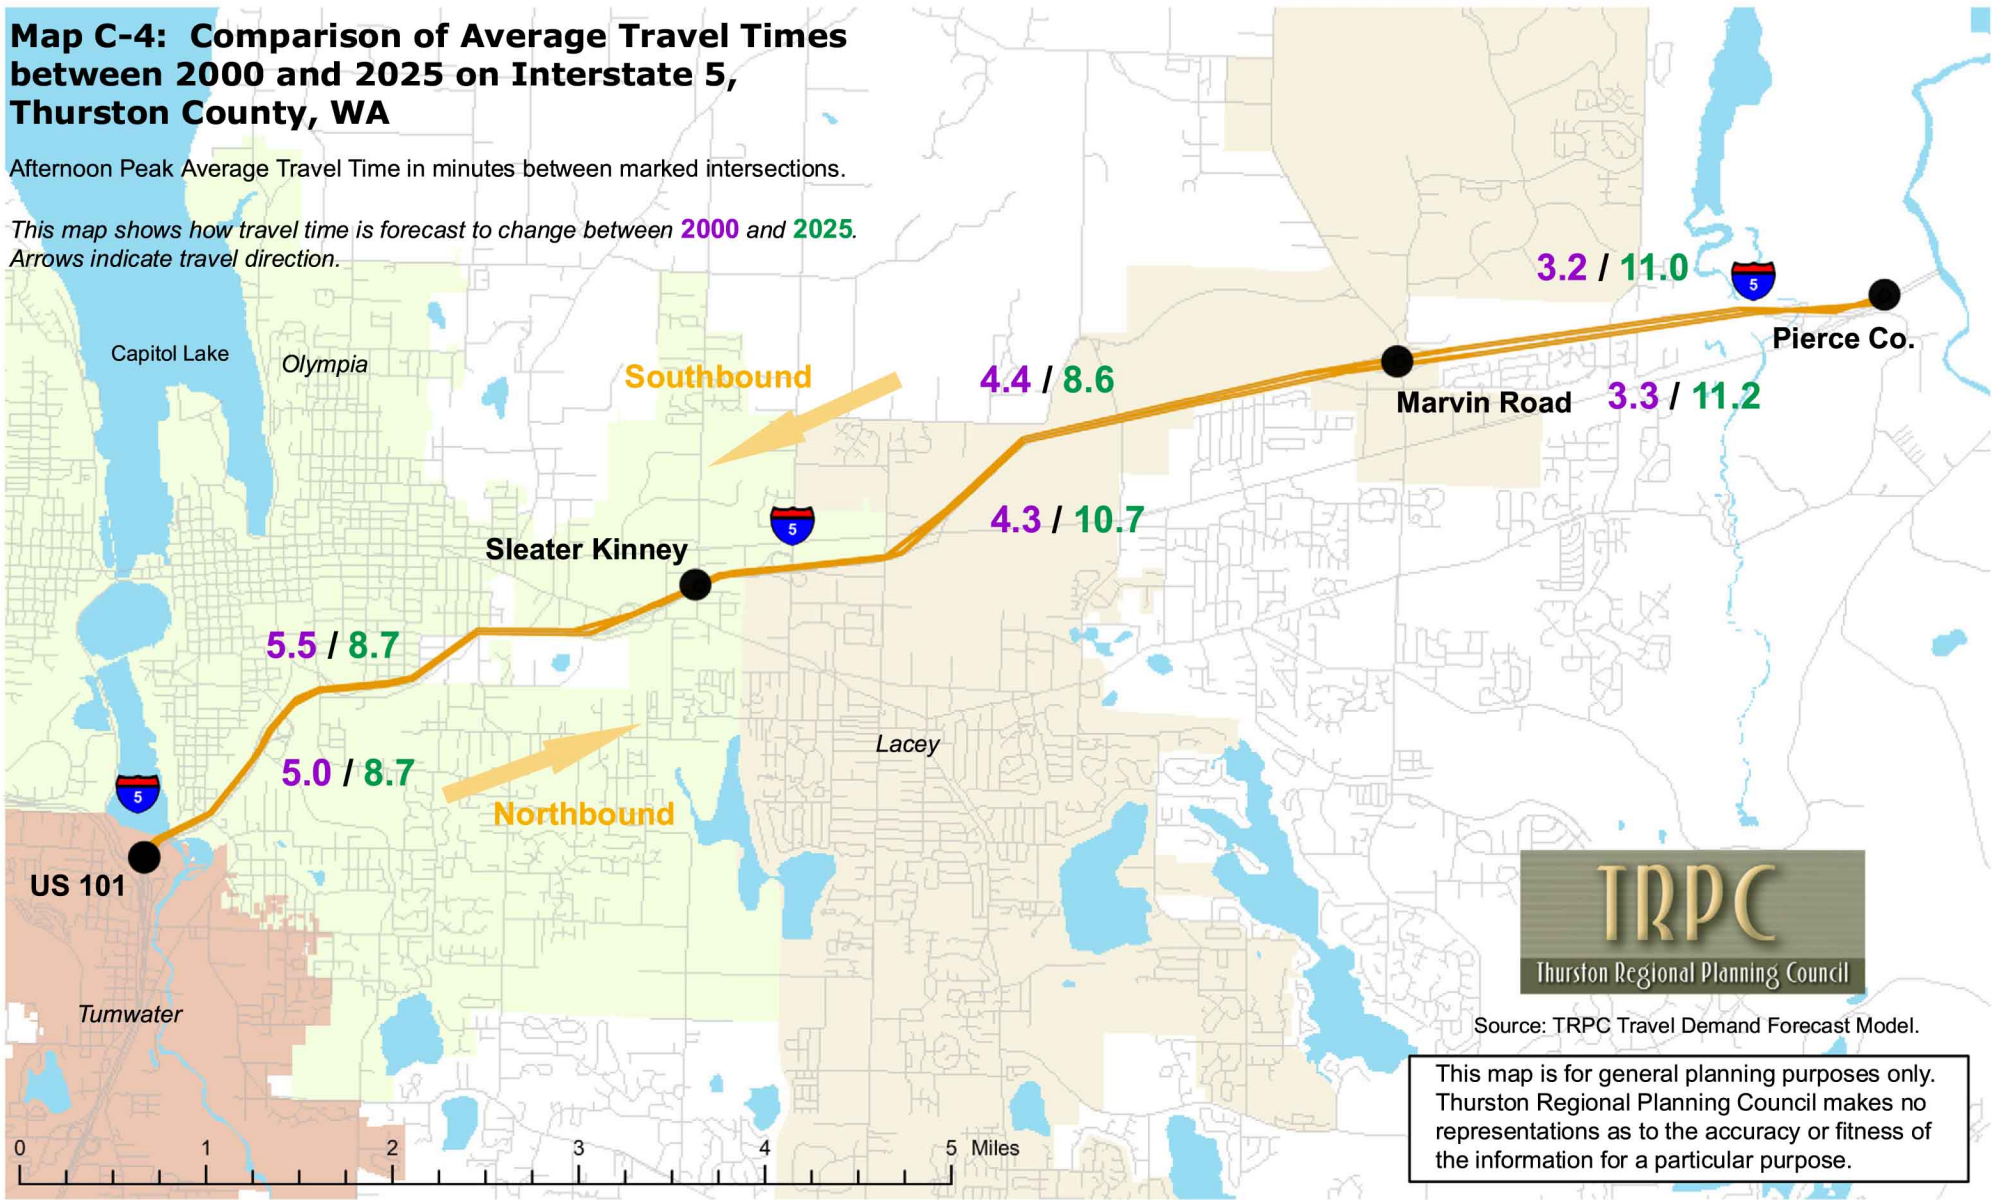 Map C-4: Comparison of Average Travel Times
between 2000 and 2025 on Interstate 5,
Thurston County, WA
Afternoon Peak Average Travel Time in minutes between marked intersections.
This map shows how travel time is forecast to change between 2000 and 2025.
Arrows indicate travel direction.
3.2 / 11.0
5
Pierce Co.
Capitol Lake
Olympia
Southbound
4.4 / 8.6
Marvin Road
3.3 / 11.2
5
4.3 / 10.7
Sleater Kinney
5.5 / 8.7
Lacey
5.0 / 8.7
5
Northbound
US 101
TRPC
Thurston Regional Planning Council
Tumwater
Source: TRPC Travel Demand Forecast Model.
This map is for general planning purposes only.
Thurston Regional Planning Council makes no
representations as to the accuracy or fitness of
the information for a particular purpose.
0 1 2 3 4 5 Miles